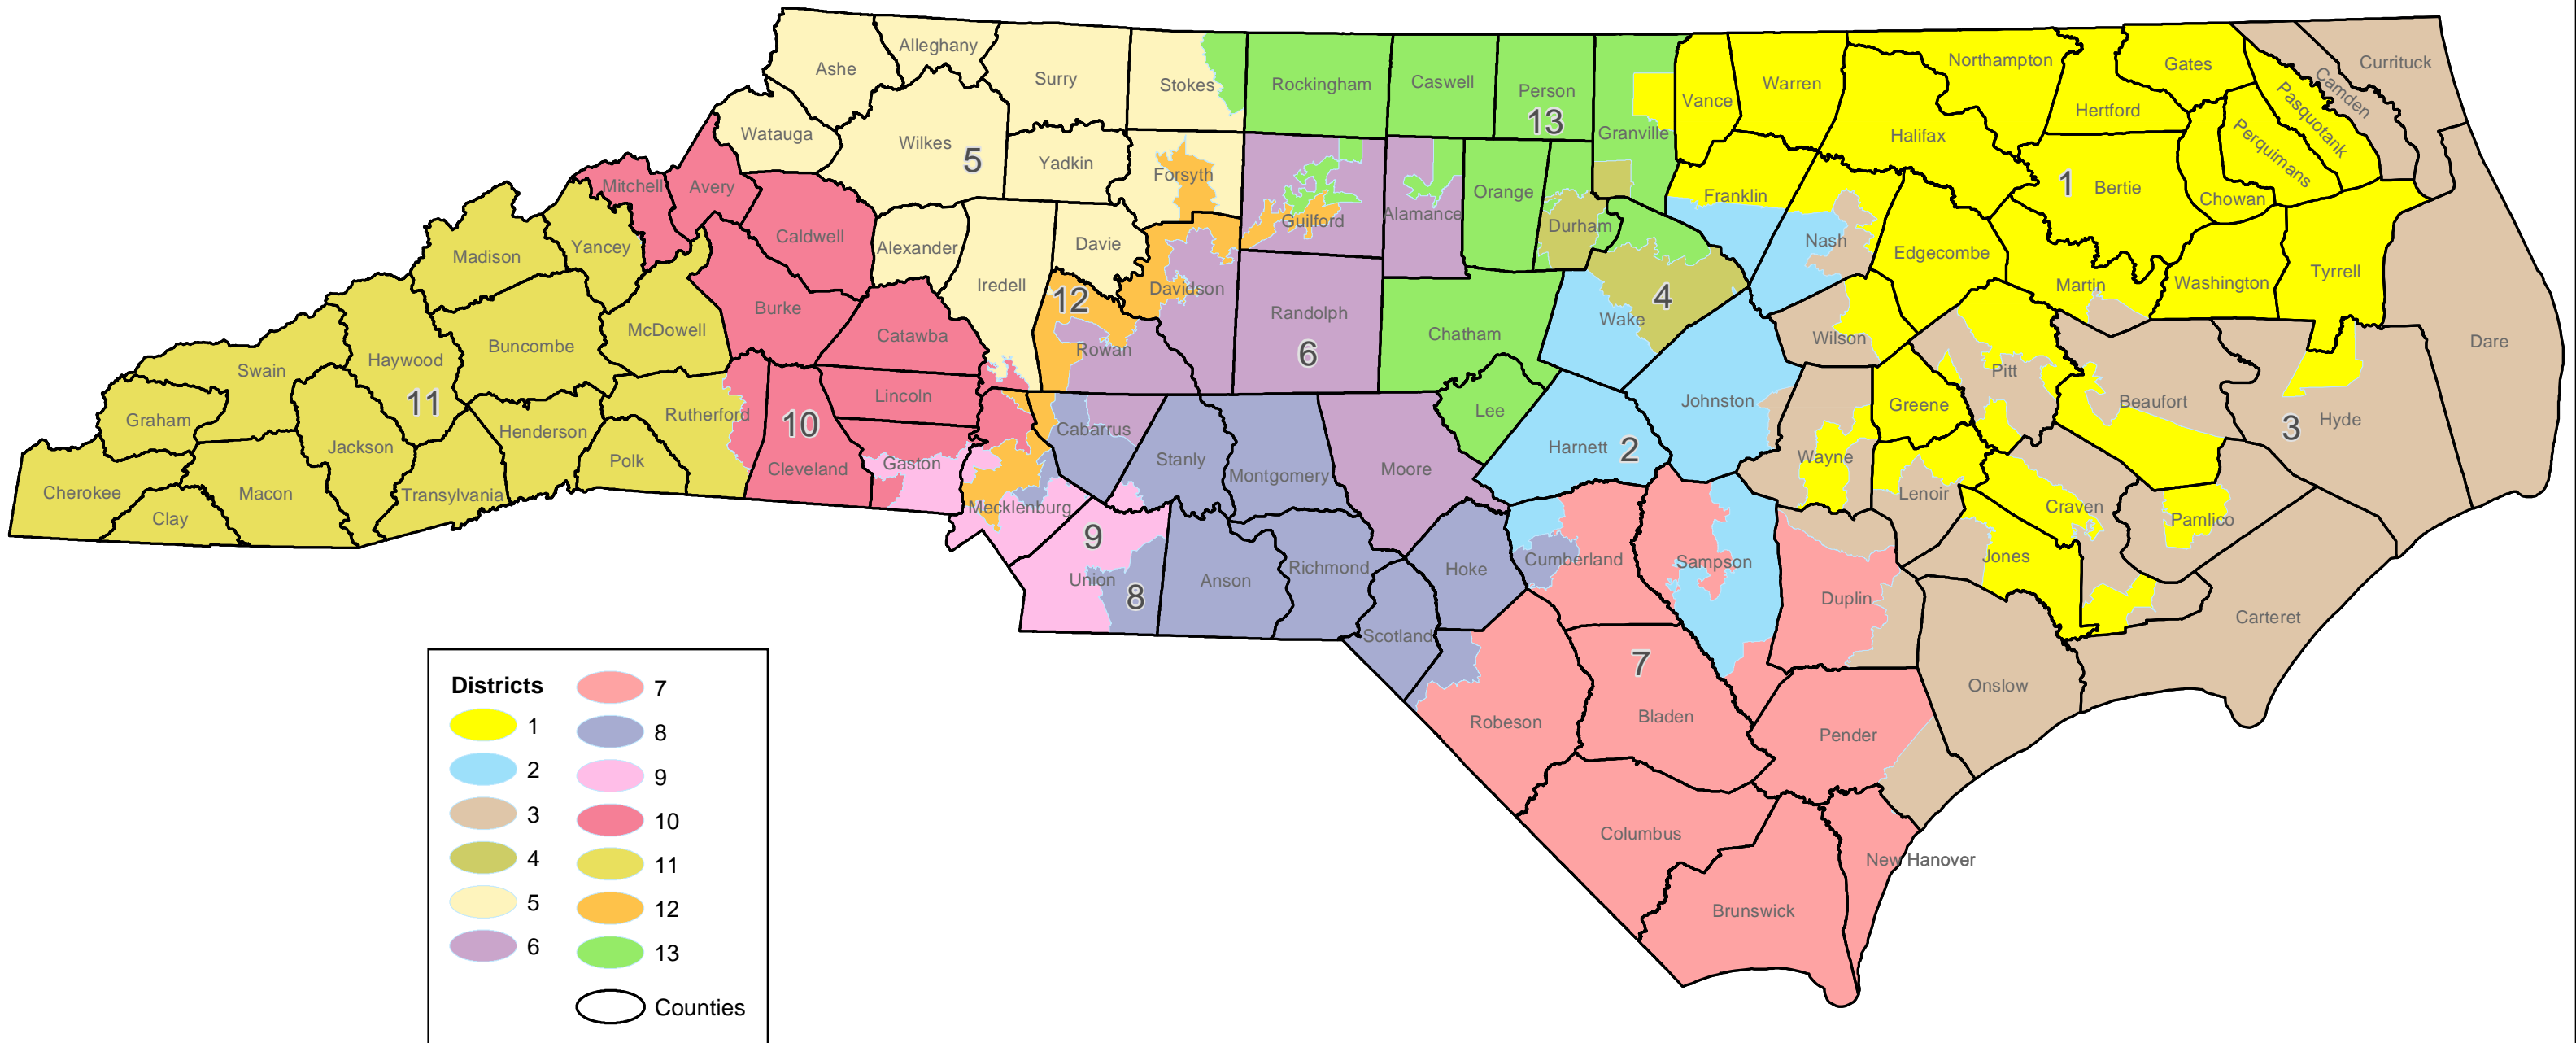 Ashe
Alleghany
Surry
Stokes
Rockingham
Caswell
Person
13
Granville
Vance
Warren
Northampton
Halifax
Hertford
Gates
Pasquotank
Camden
Currituck
Perquimans
Chowan
1
Bertie
Watauga
Wilkes
5
Yadkin
Forsyth
Guilford
Alamance
Orange
Durham
Franklin
Nash
Edgecombe
Martin
Washington
Tyrrell
Dare
Mitchell
Avery
Caldwell
Alexander
Iredell
Davie
Davidson
Randolph
6
Chatham
Wake
4
Wilson
Pitt
Beaufort
3
Hyde
Madison
Yancey
McDowell
Burke
Catawba
12
Rowan
Lee
Johnston
Greene
Swain
Haywood
11
Buncombe
Rutherford
10
Lincoln
Cabarrus
Stanly
Montgomery
Moore
Harnett
2
Wayne
Lenoir
Craven
Pamlico
Graham
Jackson
Henderson
Polk
Cleveland
Gaston
Cherokee
Clay
Macon
Transylvania
Mecklenburg
9
Union
8
Anson
Richmond
Hoke
Cumberland
Sampson
Duplin
Jones
Carteret
Scotland
Robeson
7
Bladen
Pender
Onslow
Columbus
New Hanover
Brunswick
Districts
1
2
3
4
5
6
7
8
9
10
11
12
13
Counties